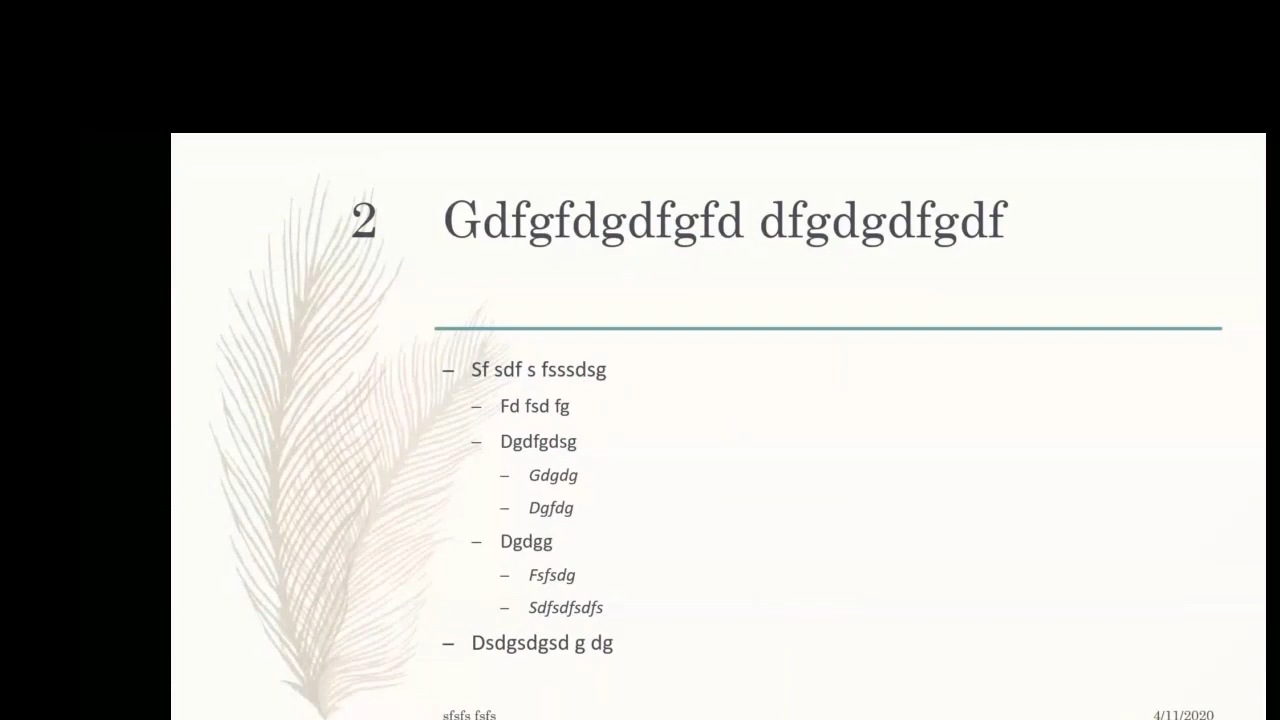 2 Gdfgfdgdfgfd dfgdgdfgdf
– Sf sdf s fsssdsg
– Fd fsd fg
– Dgdfgdsg
– Gdgdg
– Dgfdg
– Dgdgg
– Fsfsdg
– Sdfsdfsdfs
– Dsdgsdgsd g dg
sfsfs fsfs 4/11/2020